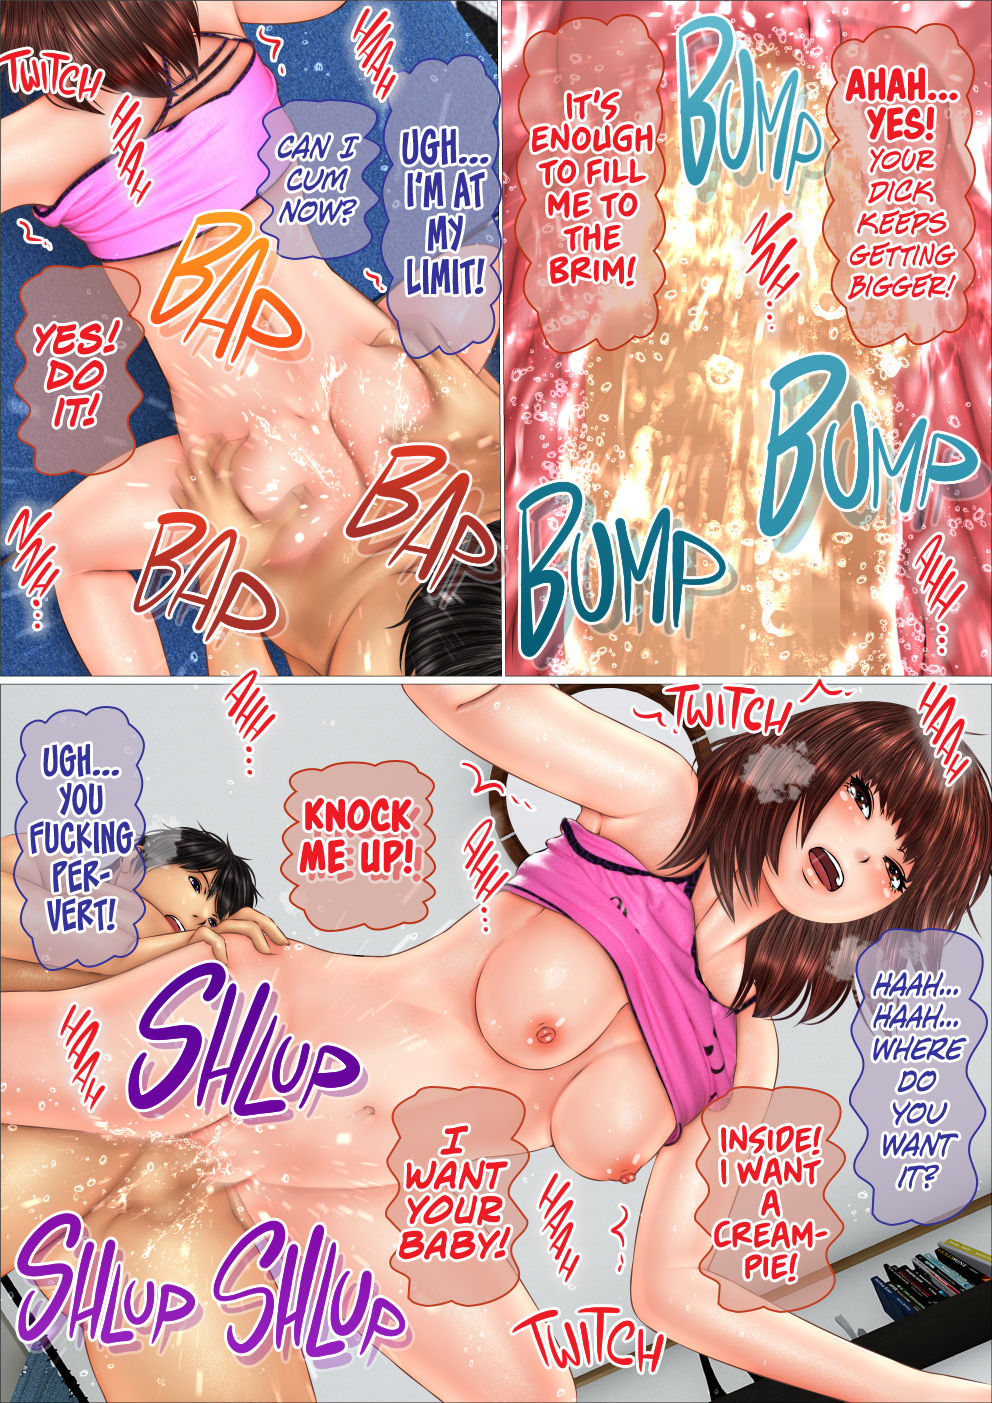 TWITCH
HAAH
HAAH
UGH...
I'M AT
MY
LIMIT!
CAN I
CUM
NOW?
BAP
YES!
DO
IT!
BAP
BAP
NNH...
AHAH...
YES!
YOUR
DICK
KEEPS
GETTING
BIGGER!
BUMP
IT'S
ENOUGH
TO FILL
ME TO
THE
BRIM!
NNH...
BUMP
BUMP
AHH...
AHH...
TWITCH
HAAH
UGH...
YOU
FUCKING
PER-
VERT!
KNOCK
ME UP!
AHH...
HAAH...
HAAH...
WHERE
DO
YOU
WANT
IT?
HAAH
SHLUP
INSIDE!
I WANT
A
CREAM-
PIE!
I
WANT
YOUR
BABY!
HAAH
SHLUP
SHLUP
TWITCH